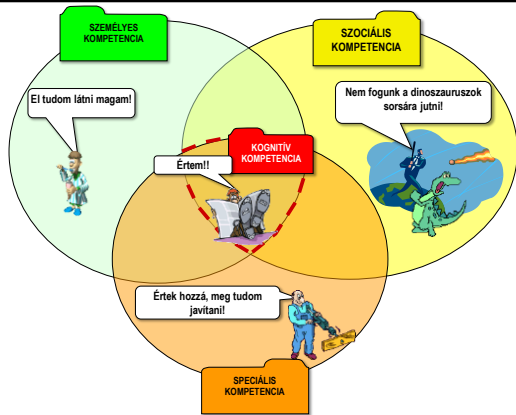 SZEMÉLYES
KOMPETENCIA
SZOCIÁLIS
KOMPETENCIA
El tudom látni magam!
Nem fogunk a dinoszauruszok
sorsára jutni!
KOGNITÍV
KOMPETENCIA
Értem!!
Értek hozzá, meg tudom
javítani!
SPECIÁLIS
KOMPETENCIA